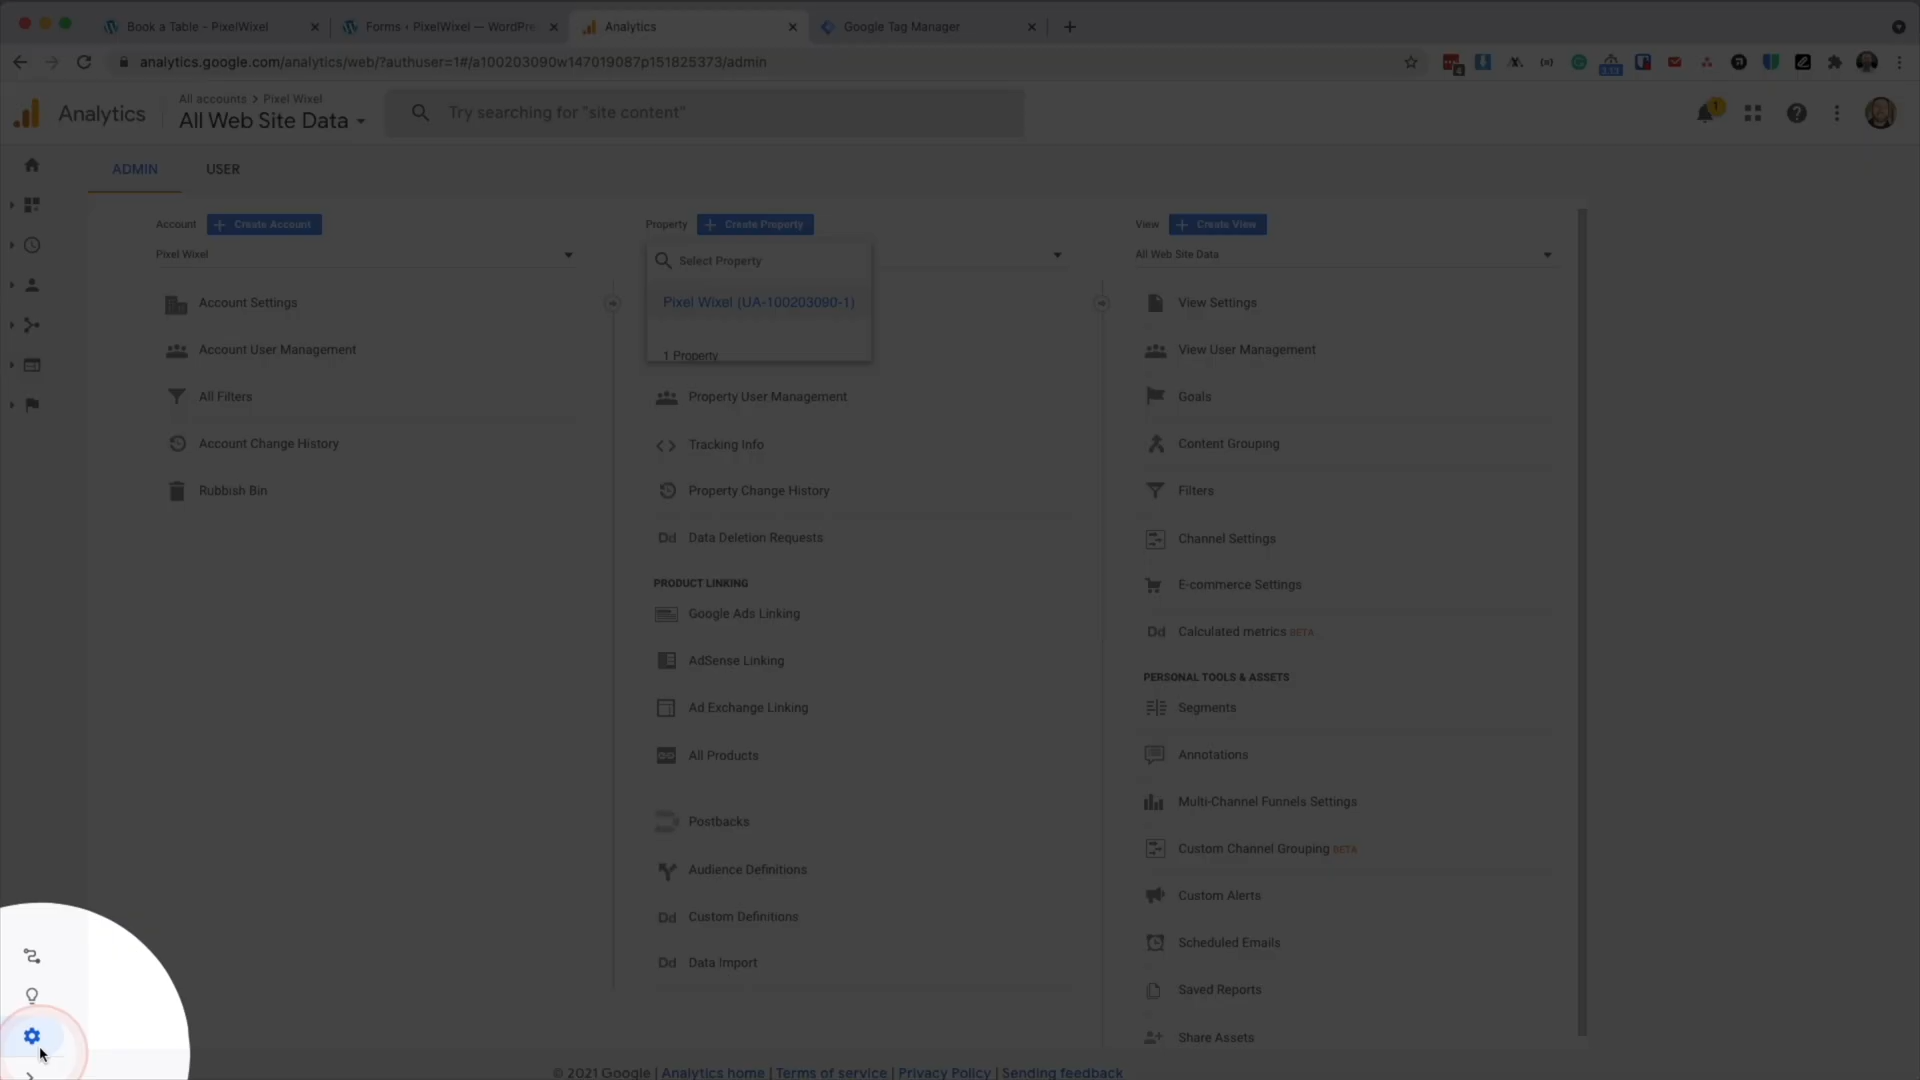 Book a Table – PixelWixel
Forms ‹ PixelWixel — WordPre
Analytics
Google Tag Manager
analytics.google.com/analytics/web/?authuser=1#/a100203090w147019087p151825373/admin
Analytics
All accounts > Pixel Wixel
All Web Site Data
Try searching for "site content"
1
ADMIN
USER
Account
Create Account
Pixel Wixel
Account Settings
Account User Management
All Filters
Account Change History
Rubbish Bin
Property
Create Property
Select Property
Pixel Wixel (UA-100203090-1)
1 Property
Property User Management
Tracking Info
Property Change History
Dd Data Deletion Requests
PRODUCT LINKING
Google Ads Linking
AdSense Linking
Ad Exchange Linking
All Products
Postbacks
Audience Definitions
Dd Custom Definitions
Dd Data Import
View
Create View
All Web Site Data
View Settings
View User Management
Goals
Content Grouping
Filters
Channel Settings
E-commerce Settings
Dd Calculated metrics BETA
PERSONAL TOOLS & ASSETS
Segments
Annotations
Multi-Channel Funnels Settings
Custom Channel Grouping BETA
Custom Alerts
Scheduled Emails
Saved Reports
Share Assets
© 2021 Google | Analytics home | Terms of service | Privacy Policy | Sending feedback